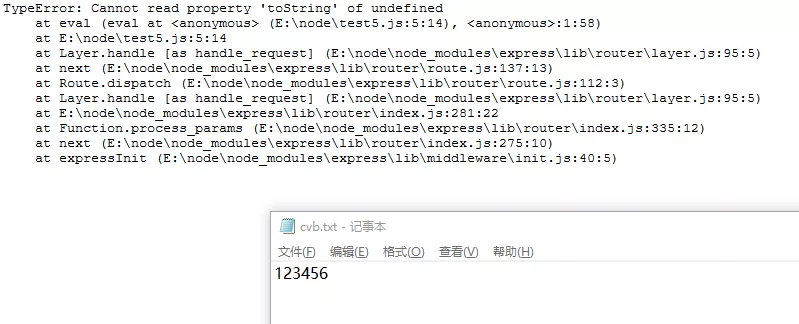 TypeError: Cannot read property 'toString' of undefined
at eval (eval at <anonymous> (E:\node\test5.js:5:14), <anonymous>:1:58)
at E:\node\test5.js:5:14
at Layer.handle [as handle_request] (E:\node\node_modules\express\lib\router\layer.js:95:5)
at next (E:\node\node_modules\express\lib\router\route.js:137:13)
at Route.dispatch (E:\node\node_modules\express\lib\router\route.js:112:3)
at Layer.handle [as handle_request] (E:\node\node_modules\express\lib\router\layer.js:95:5)
at E:\node\node_modules\express\lib\router\index.js:281:22
at Function.process_params (E:\node\node_modules\express\lib\router\index.js:335:12)
at next (E:\node\node_modules\express\lib\router\index.js:275:10)
at expressInit (E:\node\node_modules\express\lib\middleware\init.js:40:5)
cvb.txt - 记事本
文件(F) 编辑(E) 格式(O) 查看(V) 帮助(H)
123456